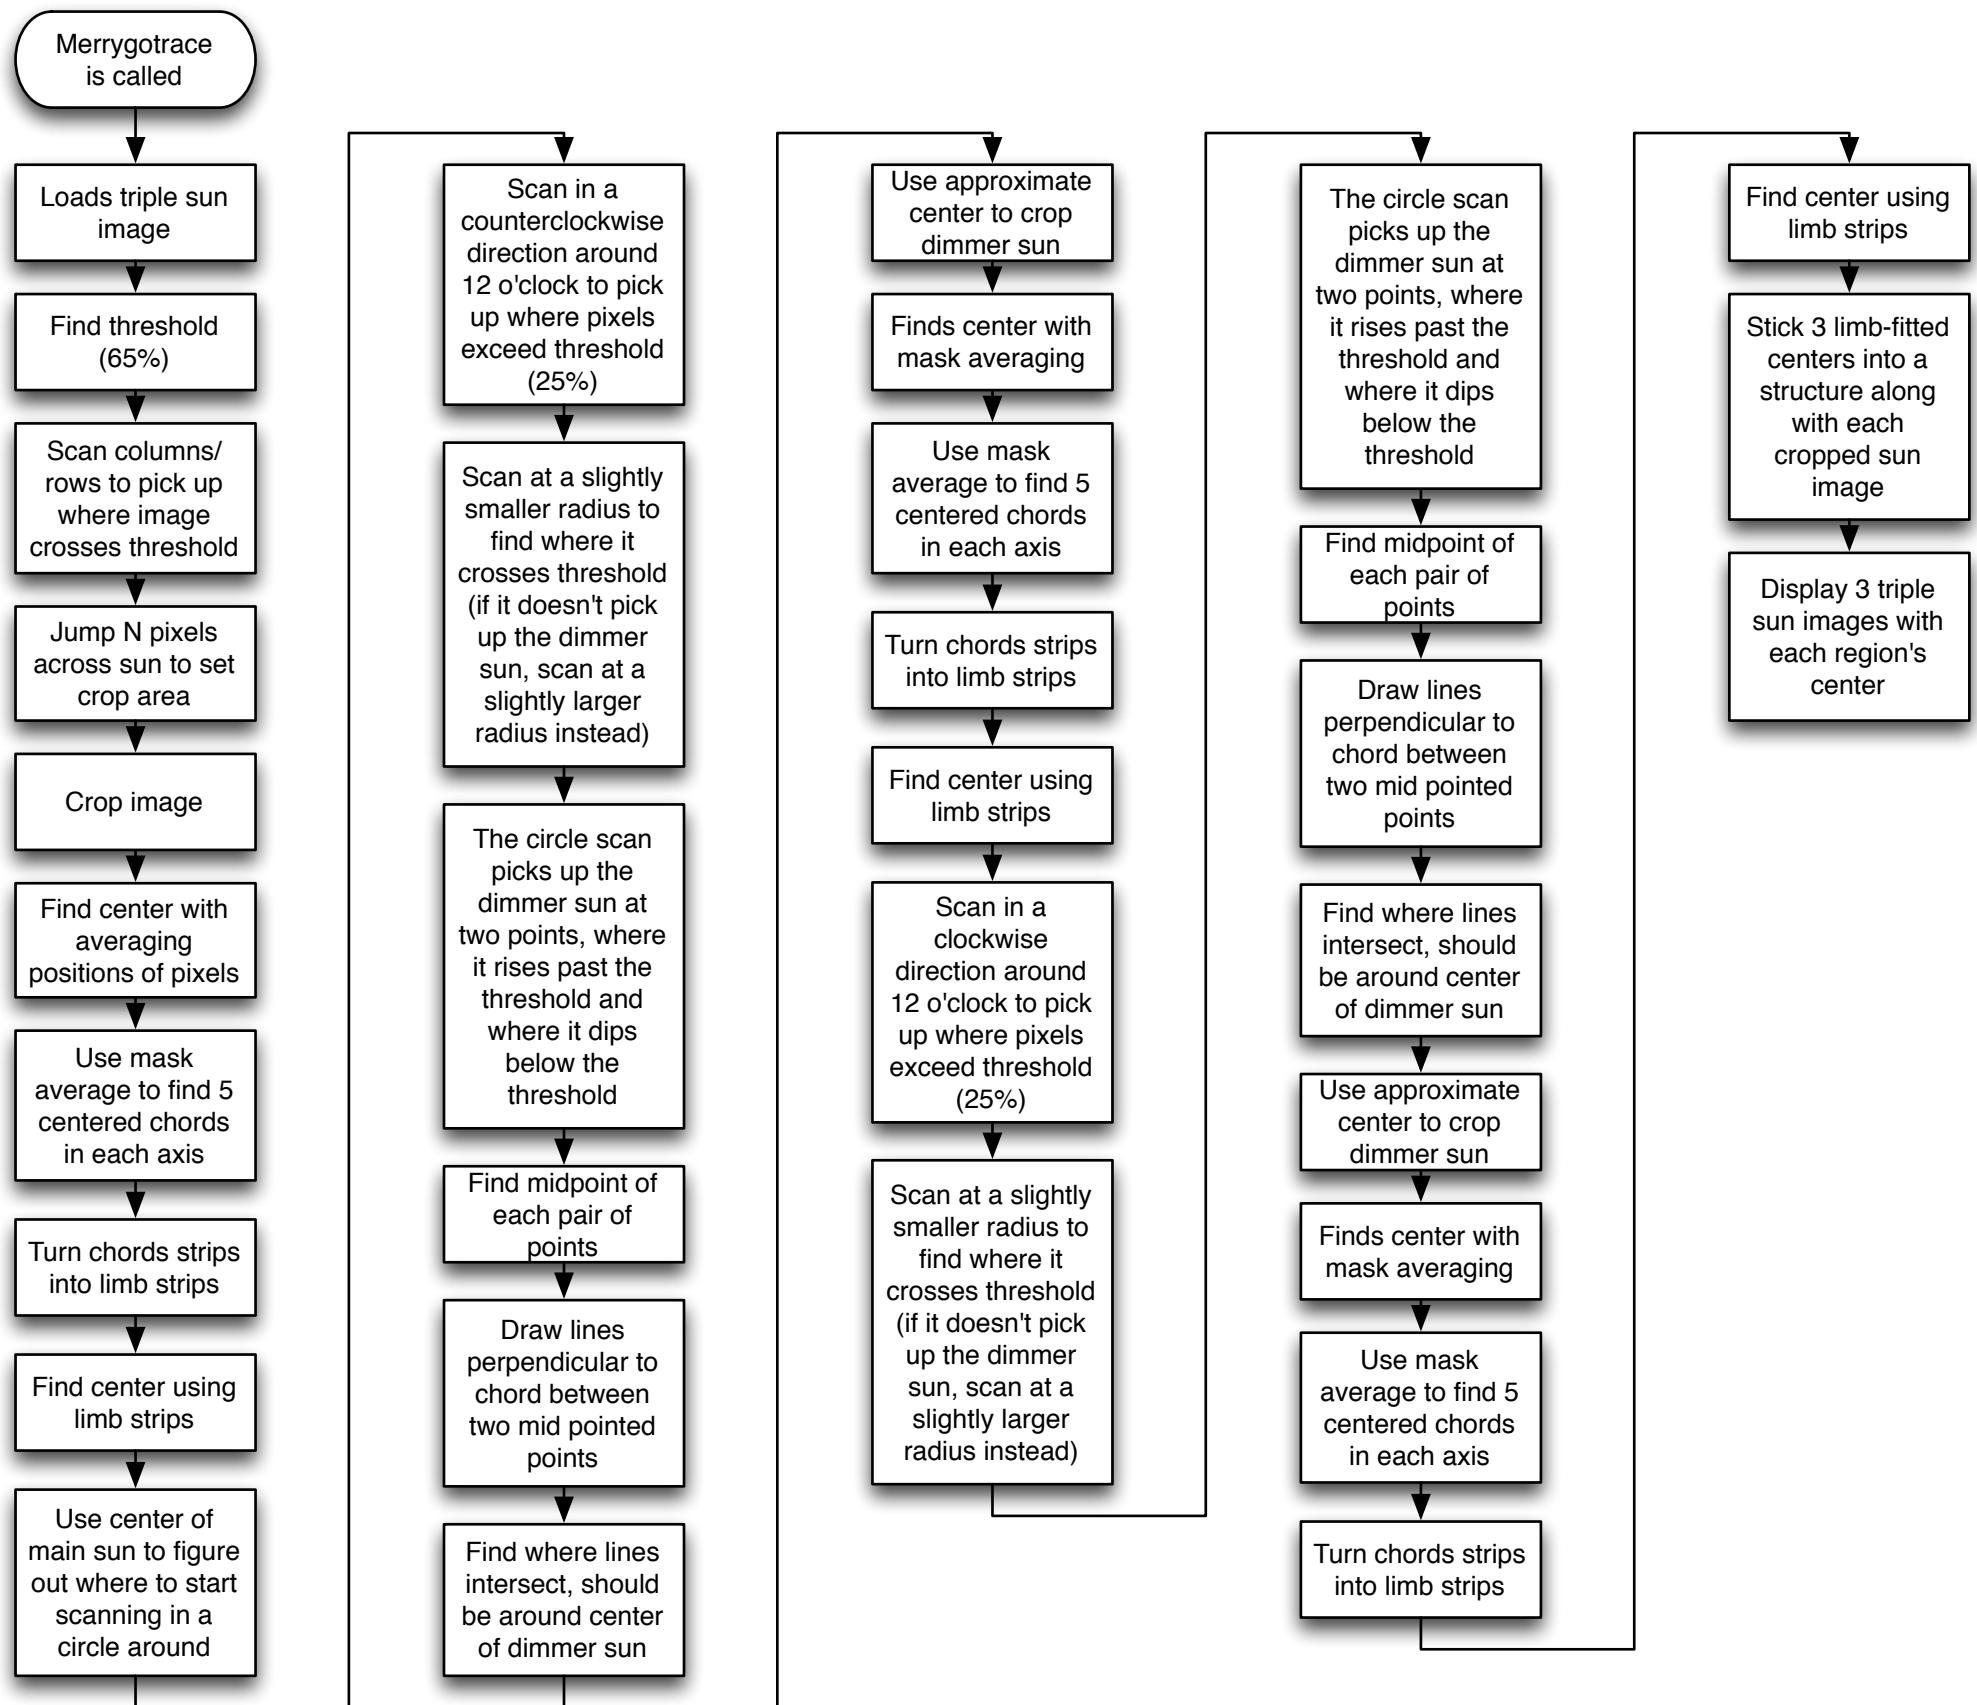 Merrygotrace
is called
Loads triple sun
image
Find threshold
(65%)
Scan columns/
rows to pick up
where image
crosses threshold
Jump N pixels
across sun to set
crop area
Crop image
Find center with
averaging
positions of pixels
Use mask
average to find 5
centered chords
in each axis
Turn chords strips
into limb strips
Find center using
limb strips
Use center of
main sun to figure
out where to start
scanning in a
circle around
Scan in a
counterclockwise
direction around
12 o'clock to pick
up where pixels
exceed threshold
(25%)
Scan at a slightly
smaller radius to
find where it
crosses threshold
(if it doesn't pick
up the dimmer
sun, scan at a
slightly larger
radius instead)
The circle scan
picks up the
dimmer sun at
two points, where
it rises past the
threshold and
where it dips
below the
threshold
Find midpoint of
each pair of
points
Draw lines
perpendicular to
chord between
two mid pointed
points
Find where lines
intersect, should
be around center
of dimmer sun
Use approximate
center to crop
dimmer sun
Finds center with
mask averaging
Use mask
average to find 5
centered chords
in each axis
Turn chords strips
into limb strips
Find center using
limb strips
Scan in a
clockwise
direction around
12 o'clock to pick
up where pixels
exceed threshold
(25%)
Scan at a slightly
smaller radius to
find where it
crosses threshold
(if it doesn't pick
up the dimmer
sun, scan at a
slightly larger
radius instead)
The circle scan
picks up the
dimmer sun at
two points, where
it rises past the
threshold and
where it dips
below the
threshold
Find midpoint of
each pair of
points
Draw lines
perpendicular to
chord between
two mid pointed
points
Find where lines
intersect, should
be around center
of dimmer sun
Use approximate
center to crop
dimmer sun
Finds center with
mask averaging
Use mask
average to find 5
centered chords
in each axis
Turn chords strips
into limb strips
Find center using
limb strips
Stick 3 limb-fitted
centers into a
structure along
with each
cropped sun
image
Display 3 triple
sun images with
each region's
center